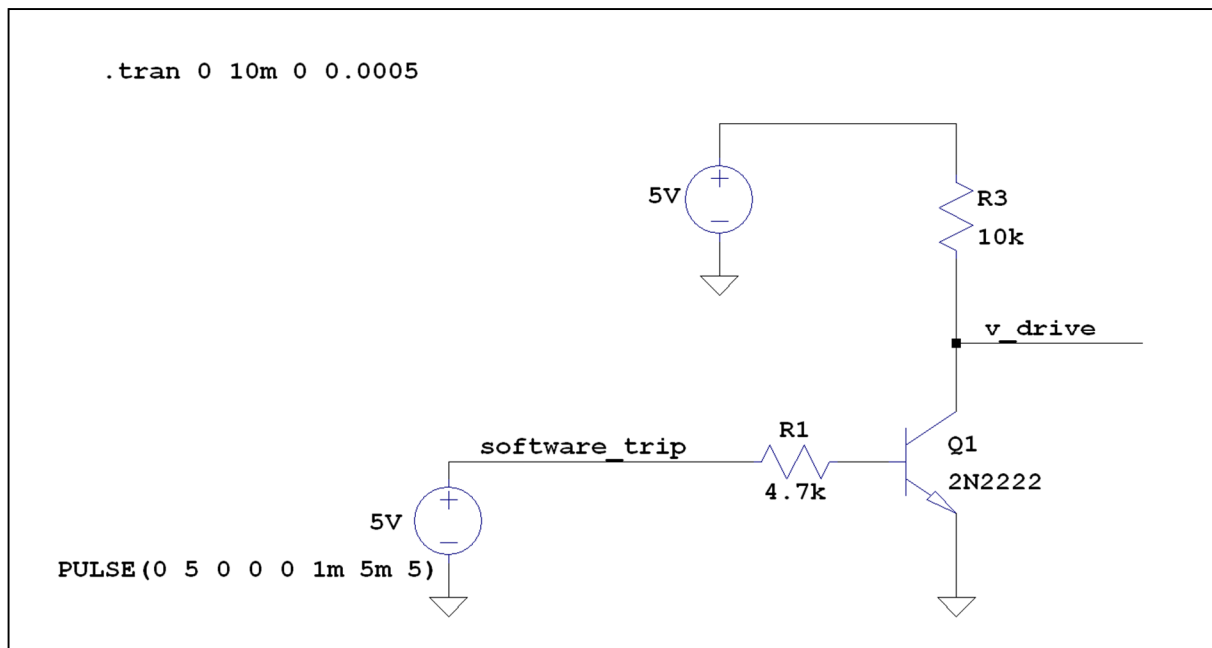 .tran 0 10m 0 0.0005
5V
R3
10k
v_drive
software_trip
R1
4.7k
Q1
2N2222
5V
PULSE(0 5 0 0 0 1m 5m 5)